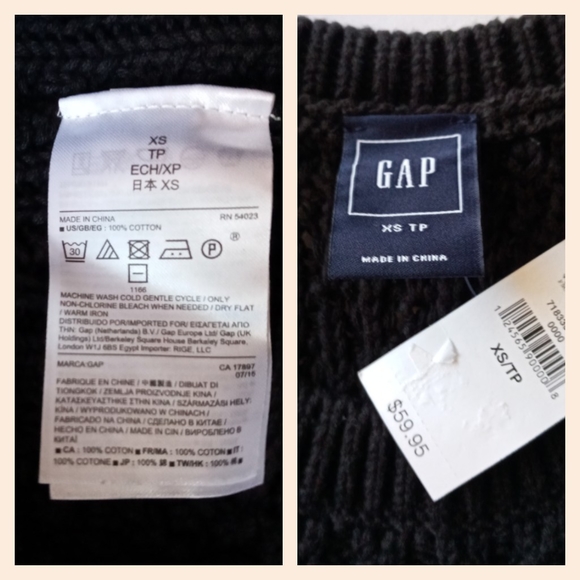 XS
TP
ECH/XP
日本 XS
MADE IN CHINA RN 54023
■ US/GB/EG : 100% COTTON
30 P ®
1166
MACHINE WASH COLD GENTLE CYCLE / ONLY
NON-CHLORINE BLEACH WHEN NEEDED / DRY FLAT
/ WARM IRON
DISTRIBUIDO POR/IMPORTED FOR ΕΙΣΑΓΕΤΑΙ ΑΠΟ
ΤΗΝ: Gap (Netherlands) B.V./ Gap Europe Ltd/ Gap (UK
Holdings) Ltd/Berkeley Square House Berkeley Square,
London W1J 6BS Egypt Importer: RIGE, LLC
MARCA:GAP CA 17897
07/16
FABRIQUE EN CHINE / 中國製造 / DIBUAT DI
TIONGKOK / ZEMLJA PROIZVODNJE KINA /
ΚΑΤΑΣΚΕΥΑΣΤΗΚΕ ΣΤΗΝ ΚΙΝΑ / SZÁRMAZÁSI HELY:
KÍNA / WYPRODUKOWANO W CHINACH /
FABRICADO NA CHINA / СДЕЛАНО В КИТАЕ /
HECHO EN CHINA / MADE IN CIN / ВИРОБЛЕНО В
КИТАЇ
■ CA : 100% COTON ■ FR/MA : 100% COTON ■ IT :
100% COTONE ■ JP : 100% 綿 ■ TW/HK : 100% 棉
GAP
XS TP
MADE IN CHINA
0000
XS/TP
$59.95